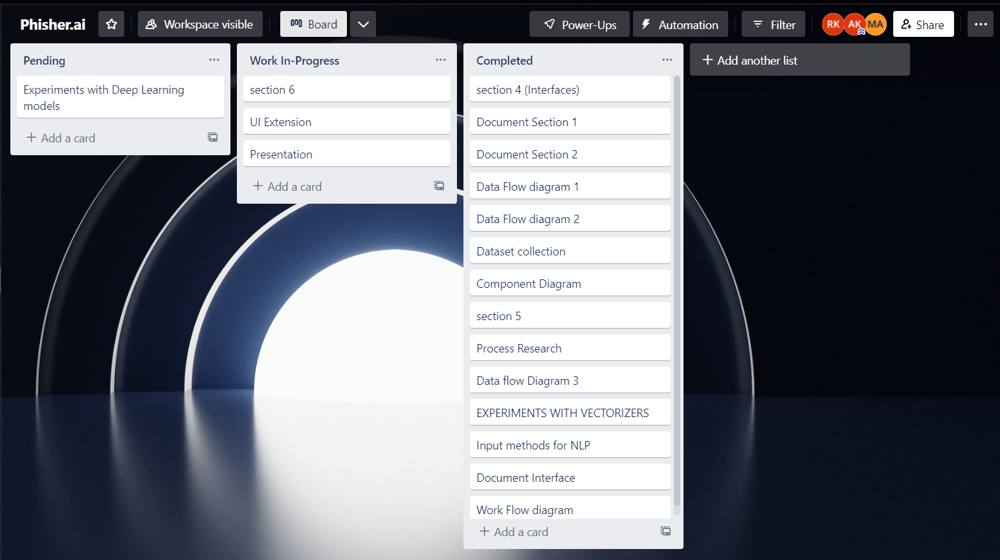 Phisher.ai
Workspace visible
Board
Power-Ups
Automation
Filter
RK
AK
MA
Share
Pending
Experiments with Deep Learning
models
+ Add a card
Work In-Progress
section 6
UI Extension
Presentation
+ Add a card
Completed
section 4 (Interfaces)
Document Section 1
Document Section 2
Data Flow diagram 1
Data Flow diagram 2
Dataset collection
Component Diagram
section 5
Process Research
Data flow Diagram 3
EXPERIMENTS WITH VECTORIZERS
Input methods for NLP
Document Interface
Work Flow diagram
+ Add a card
+ Add another list